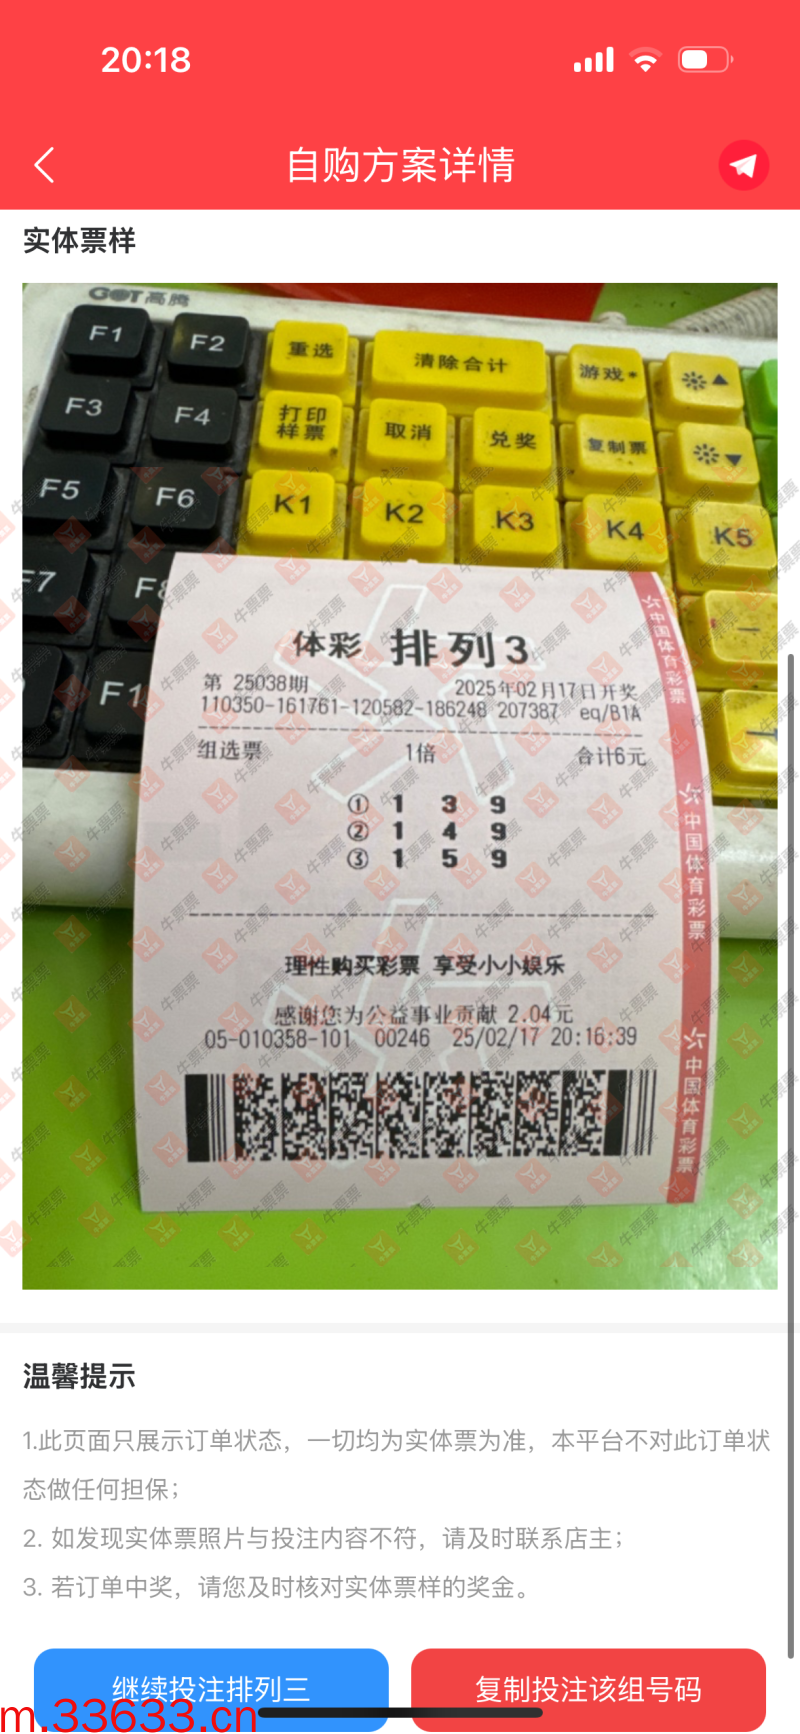 20:18
自购方案详情
实体票样
GOT高腾
F1
F2
重选
清除合计
游戏*
F3
F4
打印
样票
取消
兑奖
复制票
F5
F6
K1
K2
K3
K4
K5
体彩 排列3
第 25038期 2025年02月17日开奖
110350-161761-120582-186248 207387 eq/B1A
组选票 1倍 合计6元
① 1 3 9
② 1 4 9
③ 1 5 9
理性购买彩票 享受小小娱乐
感谢您为公益事业贡献 2.04元
05-010358-101 00246 25/02/17 20:16:39
中国体育彩票
中国体育彩票
中国体育彩票
牛票票
温馨提示
1.此页面只展示订单状态，一切均为实体票为准，本平台不对此订单状
态做任何担保；
2. 如发现实体票照片与投注内容不符，请及时联系店主；
3. 若订单中奖，请您及时核对实体票样的奖金。
继续投注排列三
复制投注该组号码
m.33633.cn